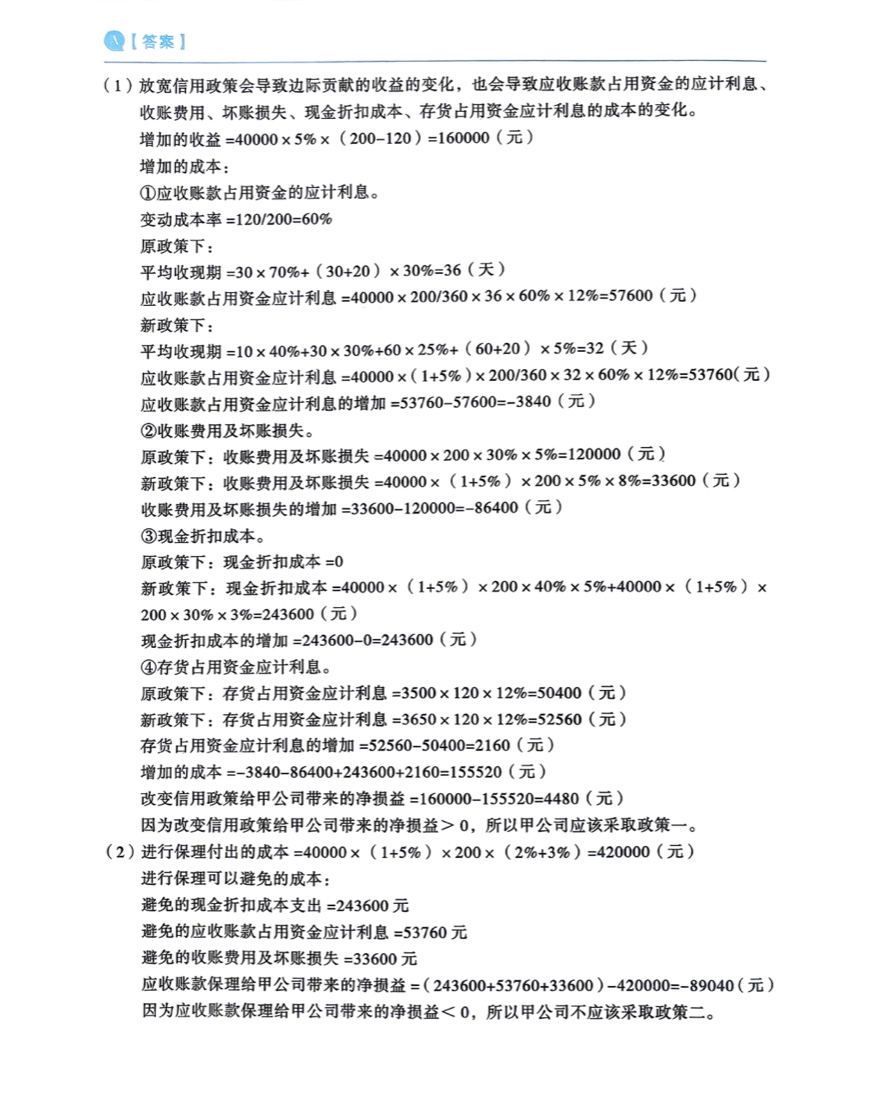 【答案】
（1）放宽信用政策会导致边际贡献的收益的变化，也会导致应收账款占用资金的应计利息、
收账费用、坏账损失、现金折扣成本、存货占用资金应计利息的成本的变化。
增加的收益 =40000×5%×（200-120）=160000（元）
增加的成本：
①应收账款占用资金的应计利息。
变动成本率 =120/200=60%
原政策下：
平均收现期 =30×70%+（30+20）×30%=36（天）
应收账款占用资金应计利息 =40000×200/360×36×60%×12%=57600（元）
新政策下：
平均收现期 =10×40%+30×30%+60×25%+（60+20）×5%=32（天）
应收账款占用资金应计利息 =40000×（1+5%）×200/360×32×60%×12%=53760（元）
应收账款占用资金应计利息的增加 =53760-57600=-3840（元）
②收账费用及坏账损失。
原政策下：收账费用及坏账损失 =40000×200×30%×5%=120000（元）
新政策下：收账费用及坏账损失 =40000×（1+5%）×200×5%×8%=33600（元）
收账费用及坏账损失的增加 =33600-120000=-86400（元）
③现金折扣成本。
原政策下：现金折扣成本 =0
新政策下：现金折扣成本 =40000×（1+5%）×200×40%×5%+40000×（1+5%）×
200×30%×3%=243600（元）
现金折扣成本的增加 =243600-0=243600（元）
④存货占用资金应计利息。
原政策下：存货占用资金应计利息 =3500×120×12%=50400（元）
新政策下：存货占用资金应计利息 =3650×120×12%=52560（元）
存货占用资金应计利息的增加 =52560-50400=2160（元）
增加的成本 =-3840-86400+243600+2160=155520（元）
改变信用政策给甲公司带来的净损益 =160000-155520=4480（元）
因为改变信用政策给甲公司带来的净损益＞0，所以甲公司应该采取政策一。
（2）进行保理付出的成本 =40000×（1+5%）×200×（2%+3%）=420000（元）
进行保理可以避免的成本：
避免的现金折扣成本支出 =243600 元
避免的应收账款占用资金应计利息 =53760 元
避免的收账费用及坏账损失 =33600 元
应收账款保理给甲公司带来的净损益 =（243600+53760+33600）-420000=-89040（元）
因为应收账款保理给甲公司带来的净损益＜0，所以甲公司不应该采取政策二。